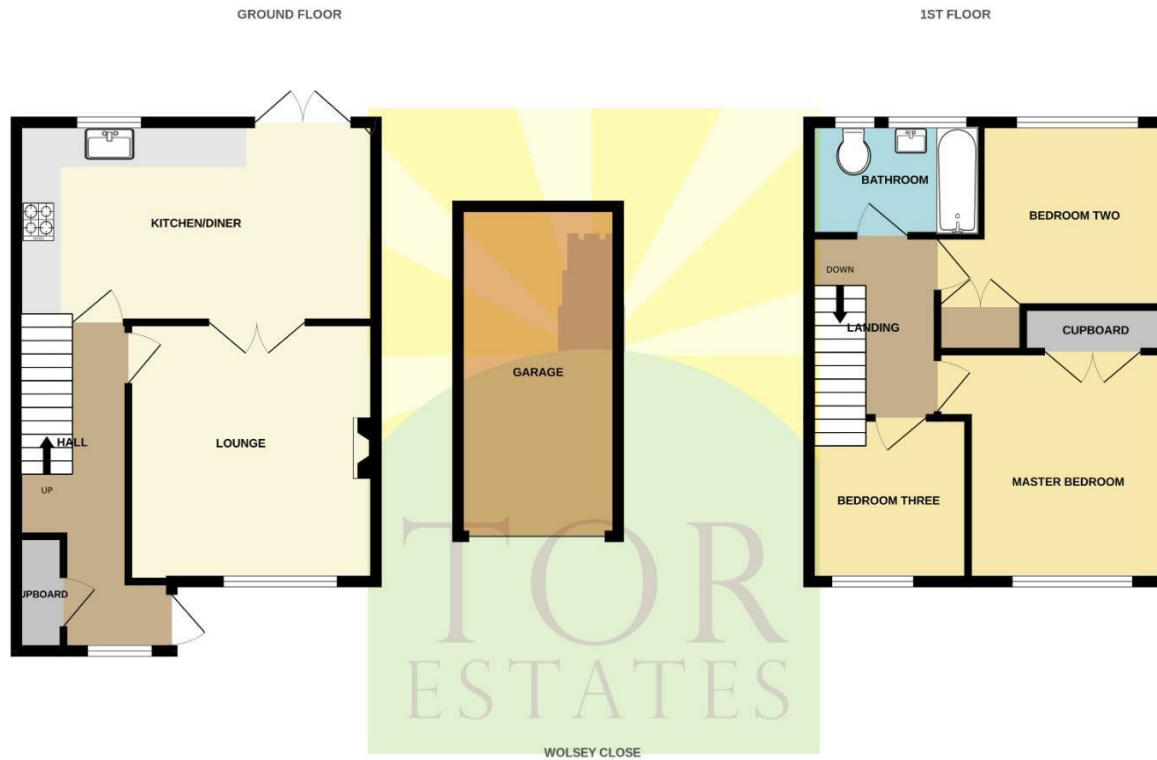 GROUND FLOOR
1ST FLOOR
KITCHEN/DINER
BATHROOM
BEDROOM TWO
DOWN
LANDING
CUPBOARD
GARAGE
HALL
LOUNGE
UP
MASTER BEDROOM
BEDROOM THREE
UPBOARD
TOR
ESTATES
WOLSEY CLOSE